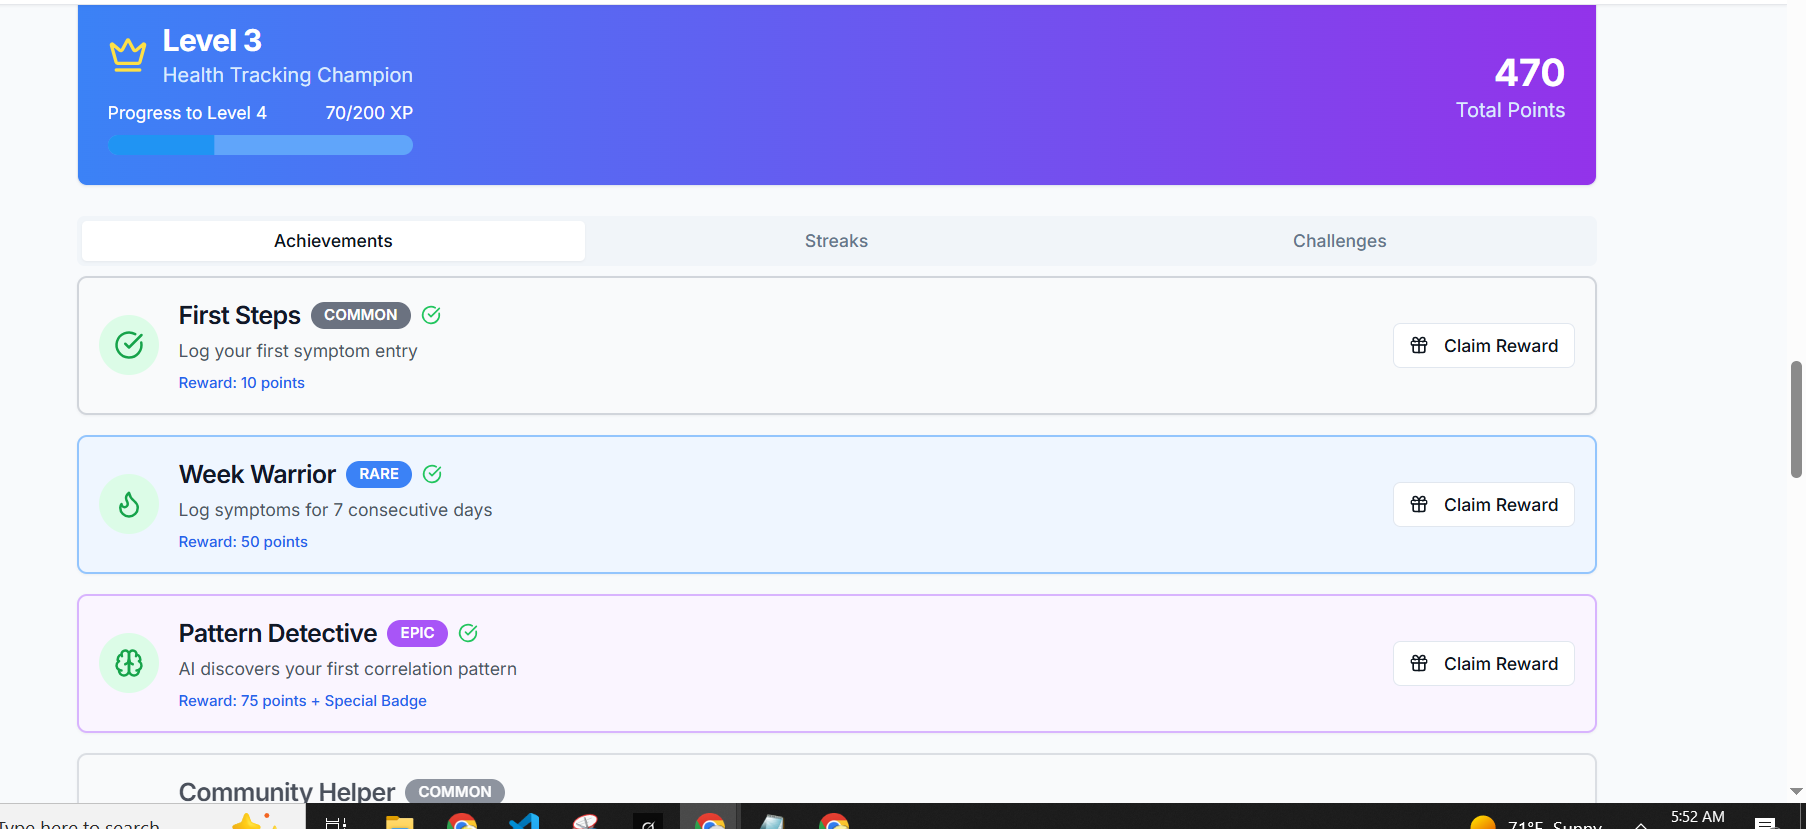 Level 3
Health Tracking Champion
Progress to Level 4 70/200 XP
470
Total Points
Achievements Streaks Challenges
First Steps COMMON
Log your first symptom entry
Reward: 10 points
Claim Reward
Week Warrior RARE
Log symptoms for 7 consecutive days
Reward: 50 points
Claim Reward
Pattern Detective EPIC
AI discovers your first correlation pattern
Reward: 75 points + Special Badge
Claim Reward
Community Helper COMMON
Type here to search
71°F Sunny
5:52 AM